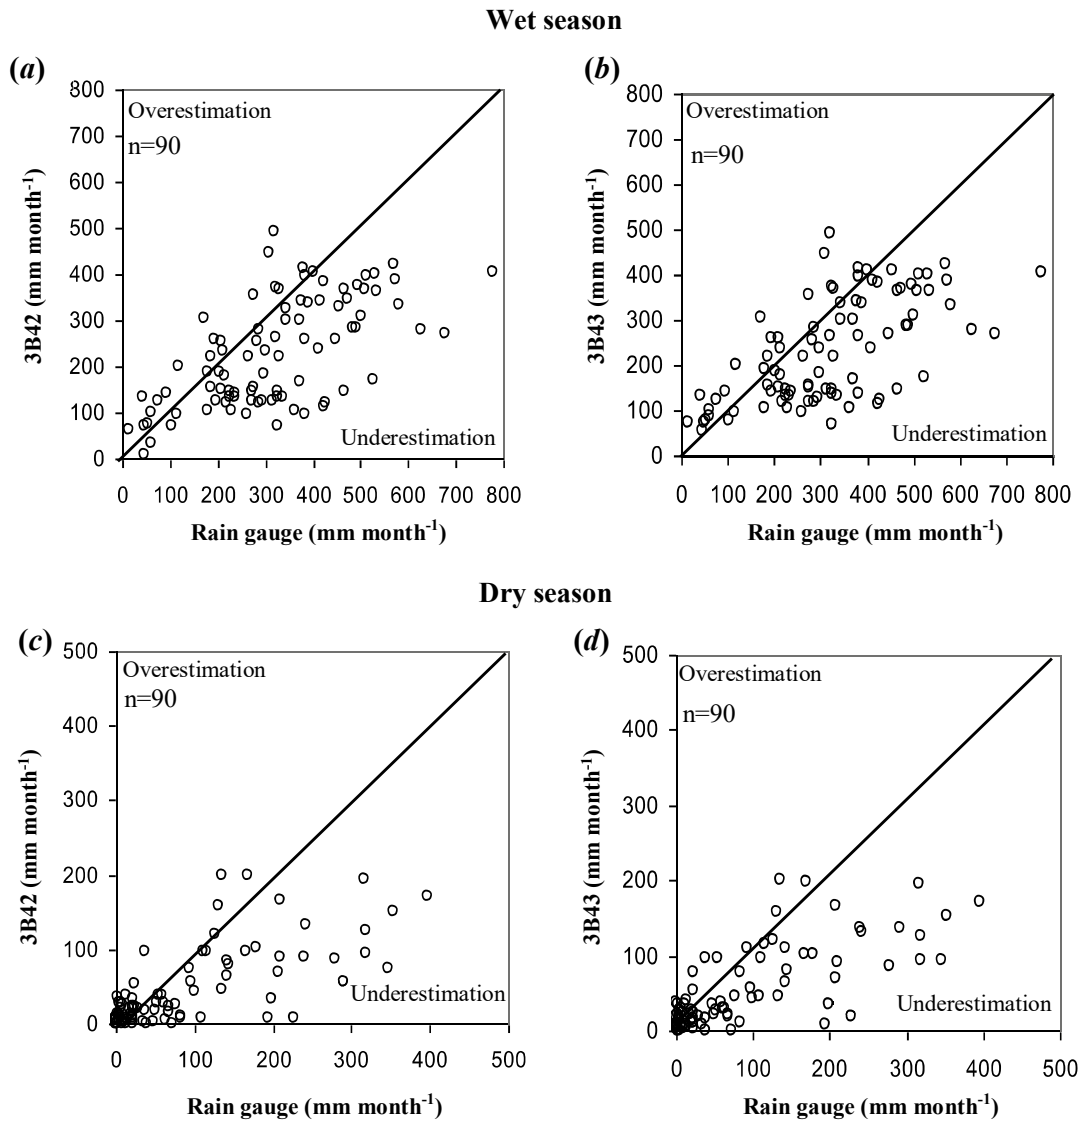 Wet season
(a)
800
700
600
500
400
300
200
100
0
3B42 (mm month-1)
Overestimation
n=90
Underestimation
0 100 200 300 400 500 600 700 800
Rain gauge (mm month-1)
(b)
800
700
600
500
400
300
200
100
0
3B43 (mm month-1)
Overestimation
n=90
Underestimation
0 100 200 300 400 500 600 700 800
Rain gauge (mm month-1)
Dry season
(c)
500
400
300
200
100
0
3B42 (mm month-1)
Overestimation
n=90
Underestimation
0 100 200 300 400 500
Rain gauge (mm month-1)
(d)
500
400
300
200
100
0
3B43 (mm month-1)
Overestimation
n=90
Underestimation
0 100 200 300 400 500
Rain gauge (mm month-1)